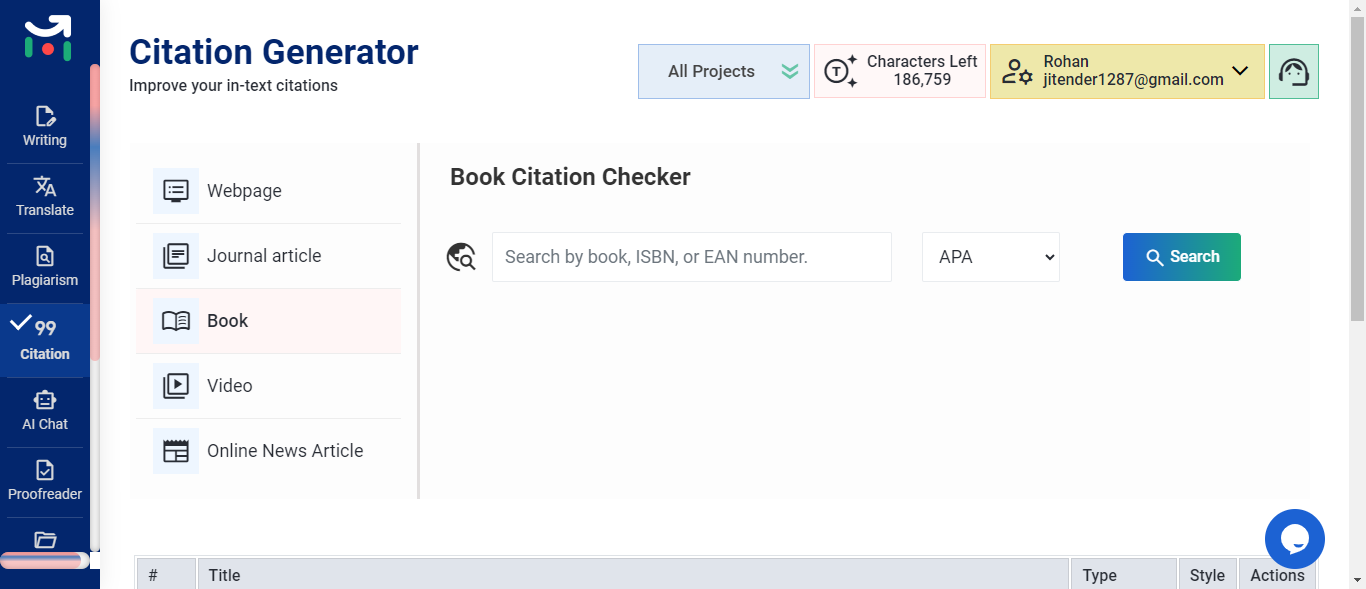 Writing
Translate
Plagiarism
99
Citation
AI Chat
Proofreader
Citation Generator
Improve your in-text citations
All Projects
T
Characters Left
186,759
Rohan
jitender1287@gmail.com
Webpage
Journal article
Book
Video
Online News Article
Book Citation Checker
Search by book, ISBN, or EAN number.
APA
Search
# Title Type Style Actions